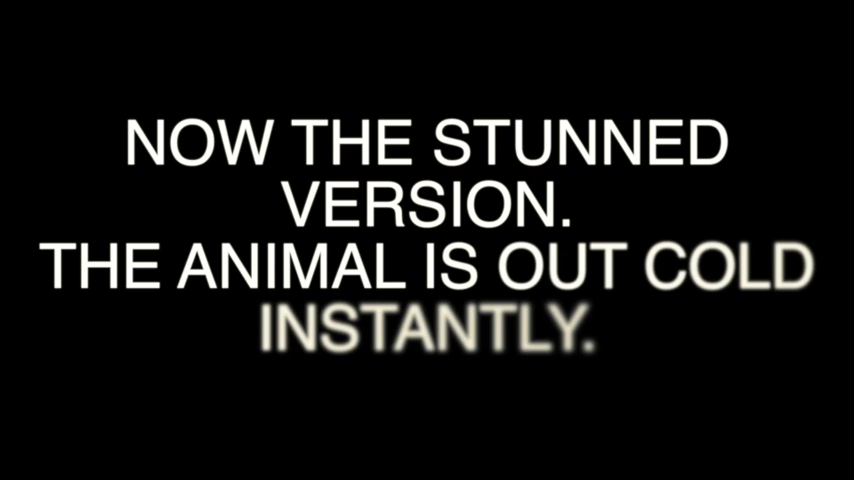 NOW THE STUNNED
VERSION.
THE ANIMAL IS OUT COLD
INSTANTLY.